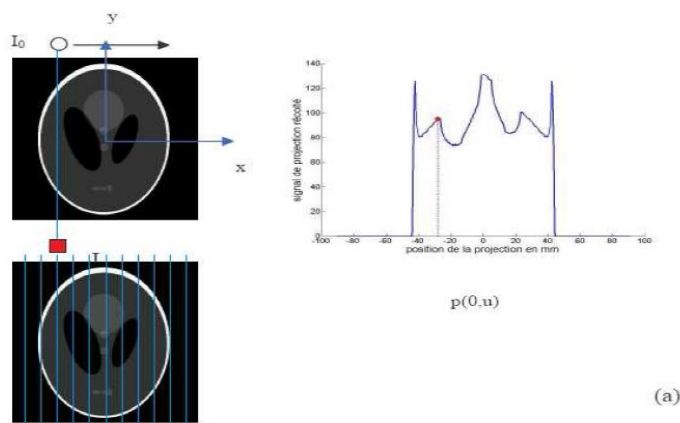 y
I₀
x
I
signal de projection récolté
140
120
100
80
60
40
20
0
-100 -80 -60 -40 -20 0 20 40 60 80 100
position de la projection en mm
p(0,u)
(a)